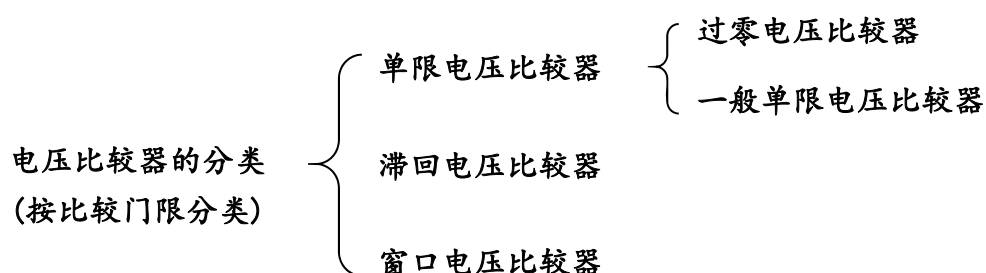 过零电压比较器
单限电压比较器
一般单限电压比较器
电压比较器的分类
(按比较门限分类)
滞回电压比较器
窗口电压比较器